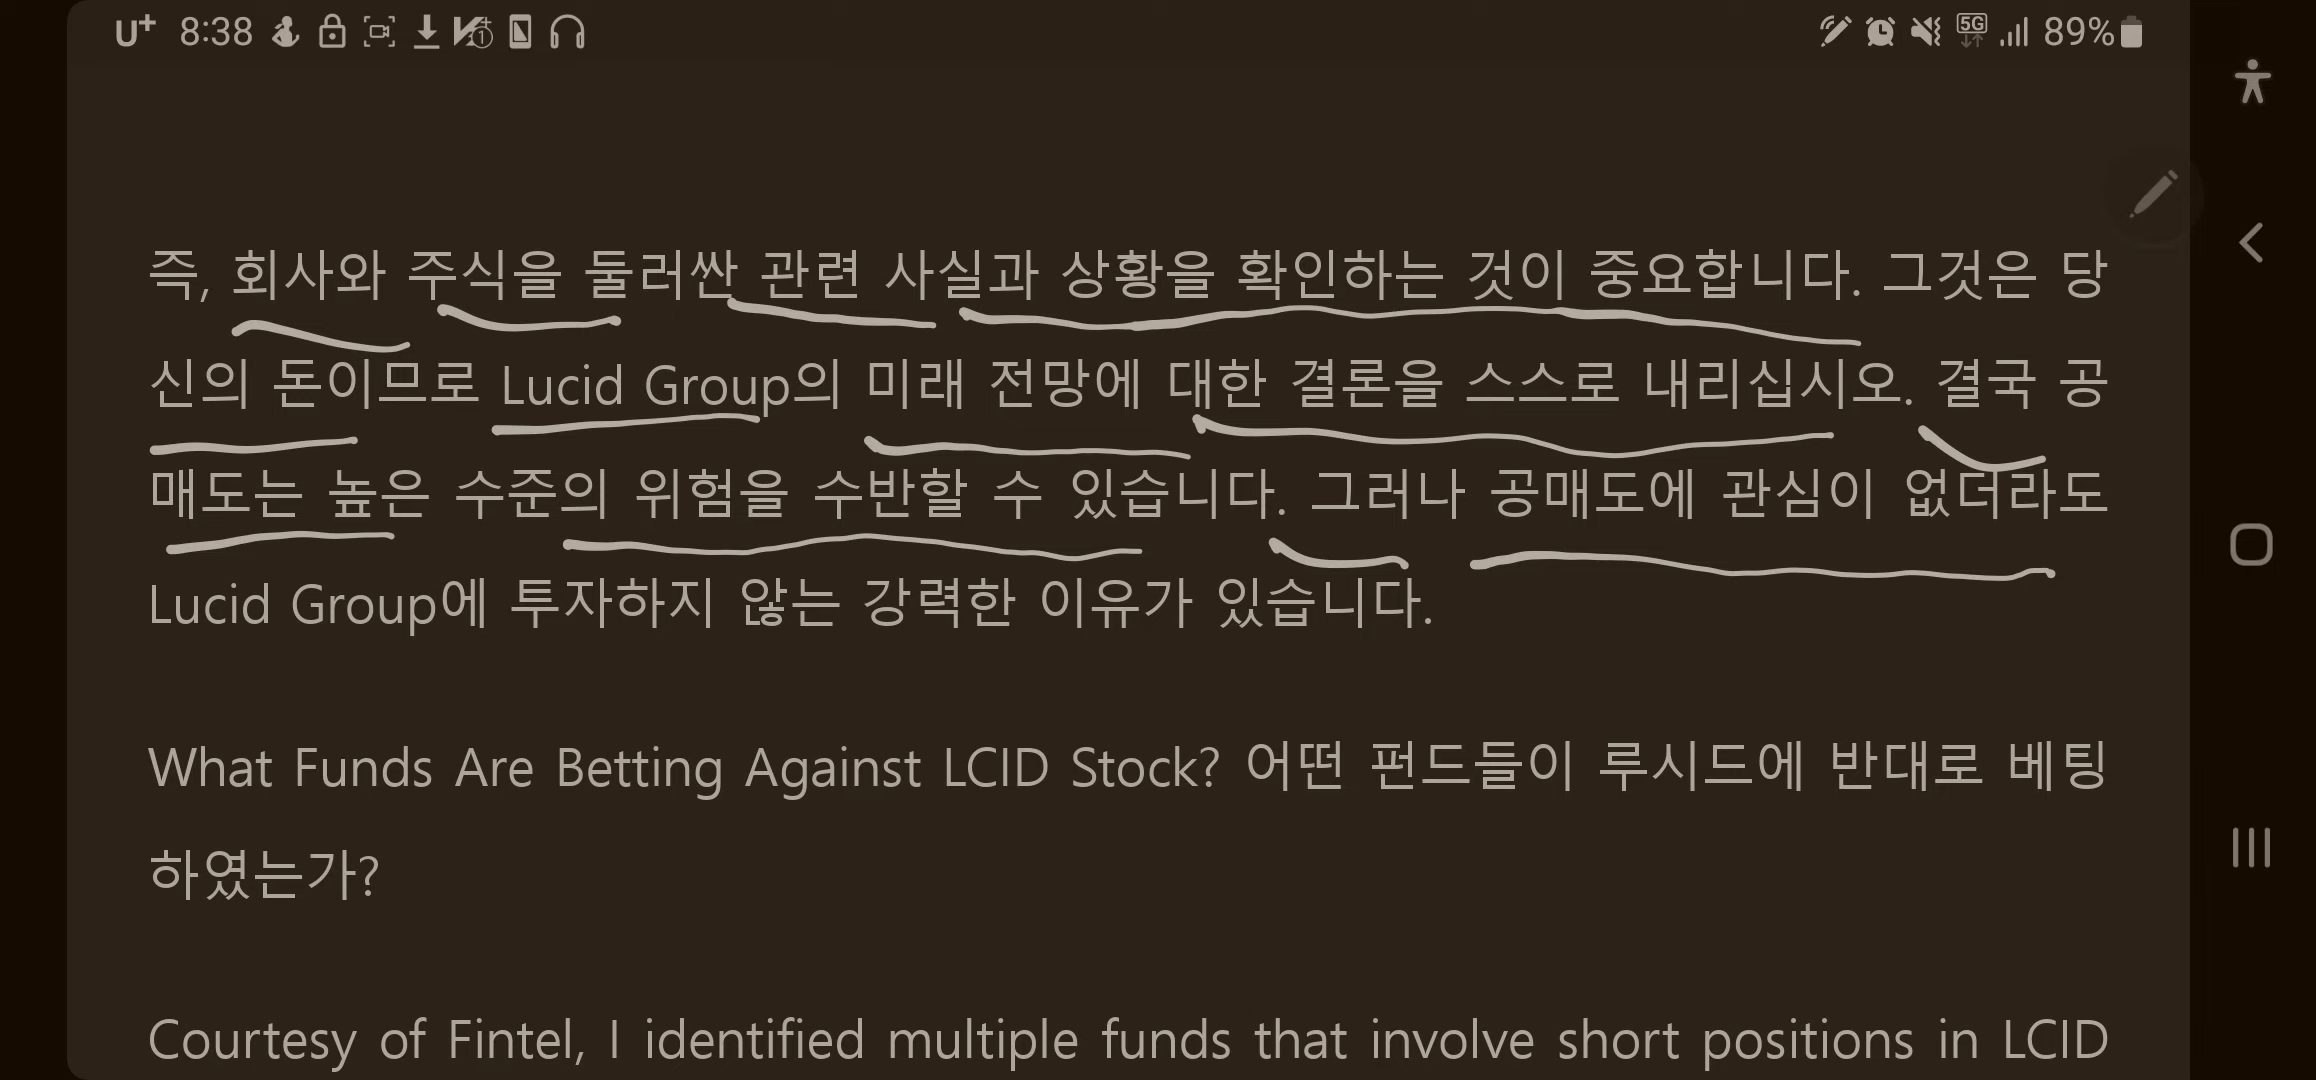 U+ 8:38 5G 89%
즉, 회사와 주식을 둘러싼 관련 사실과 상황을 확인하는 것이 중요합니다. 그것은 당
신의 돈이므로 Lucid Group의 미래 전망에 대한 결론을 스스로 내리십시오. 결국 공
매도는 높은 수준의 위험을 수반할 수 있습니다. 그러나 공매도에 관심이 없더라도
Lucid Group에 투자하지 않는 강력한 이유가 있습니다.
What Funds Are Betting Against LCID Stock? 어떤 펀드들이 루시드에 반대로 베팅
하였는가?
Courtesy of Fintel, I identified multiple funds that involve short positions in LCID